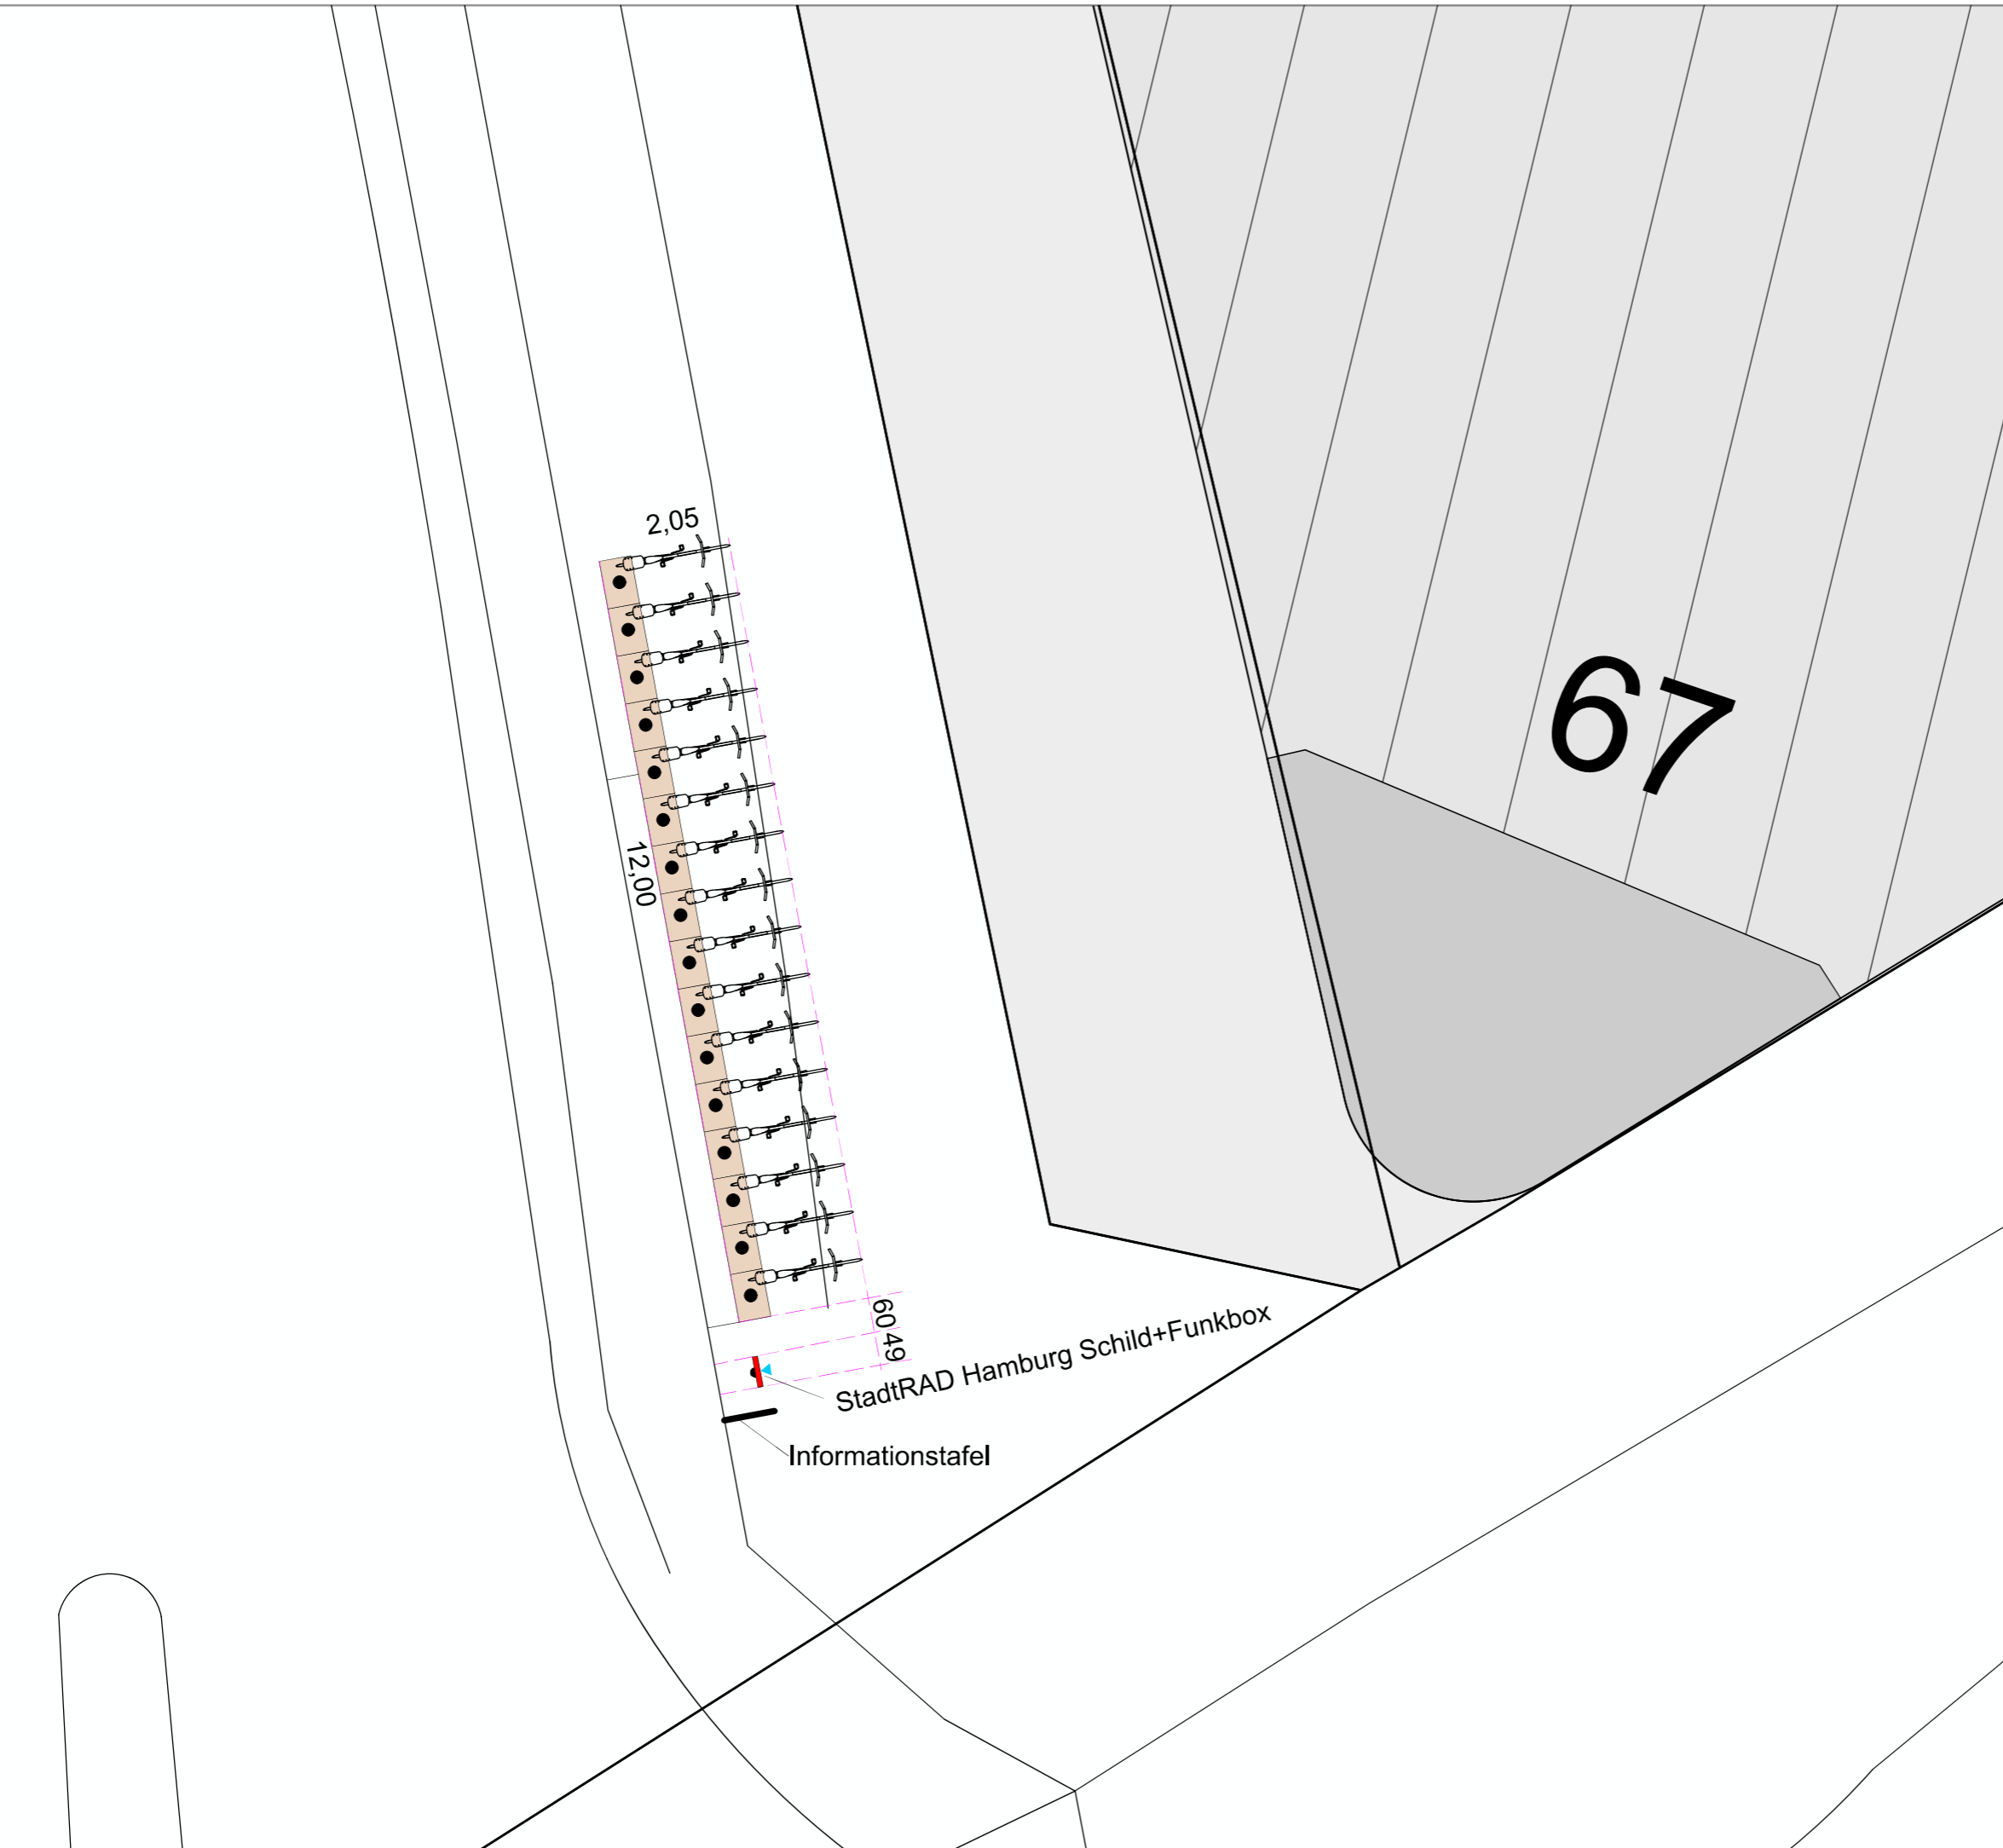 2,05
67
12,00
60
49
StadtRAD Hamburg Schild+Funkbox
Informationstafel